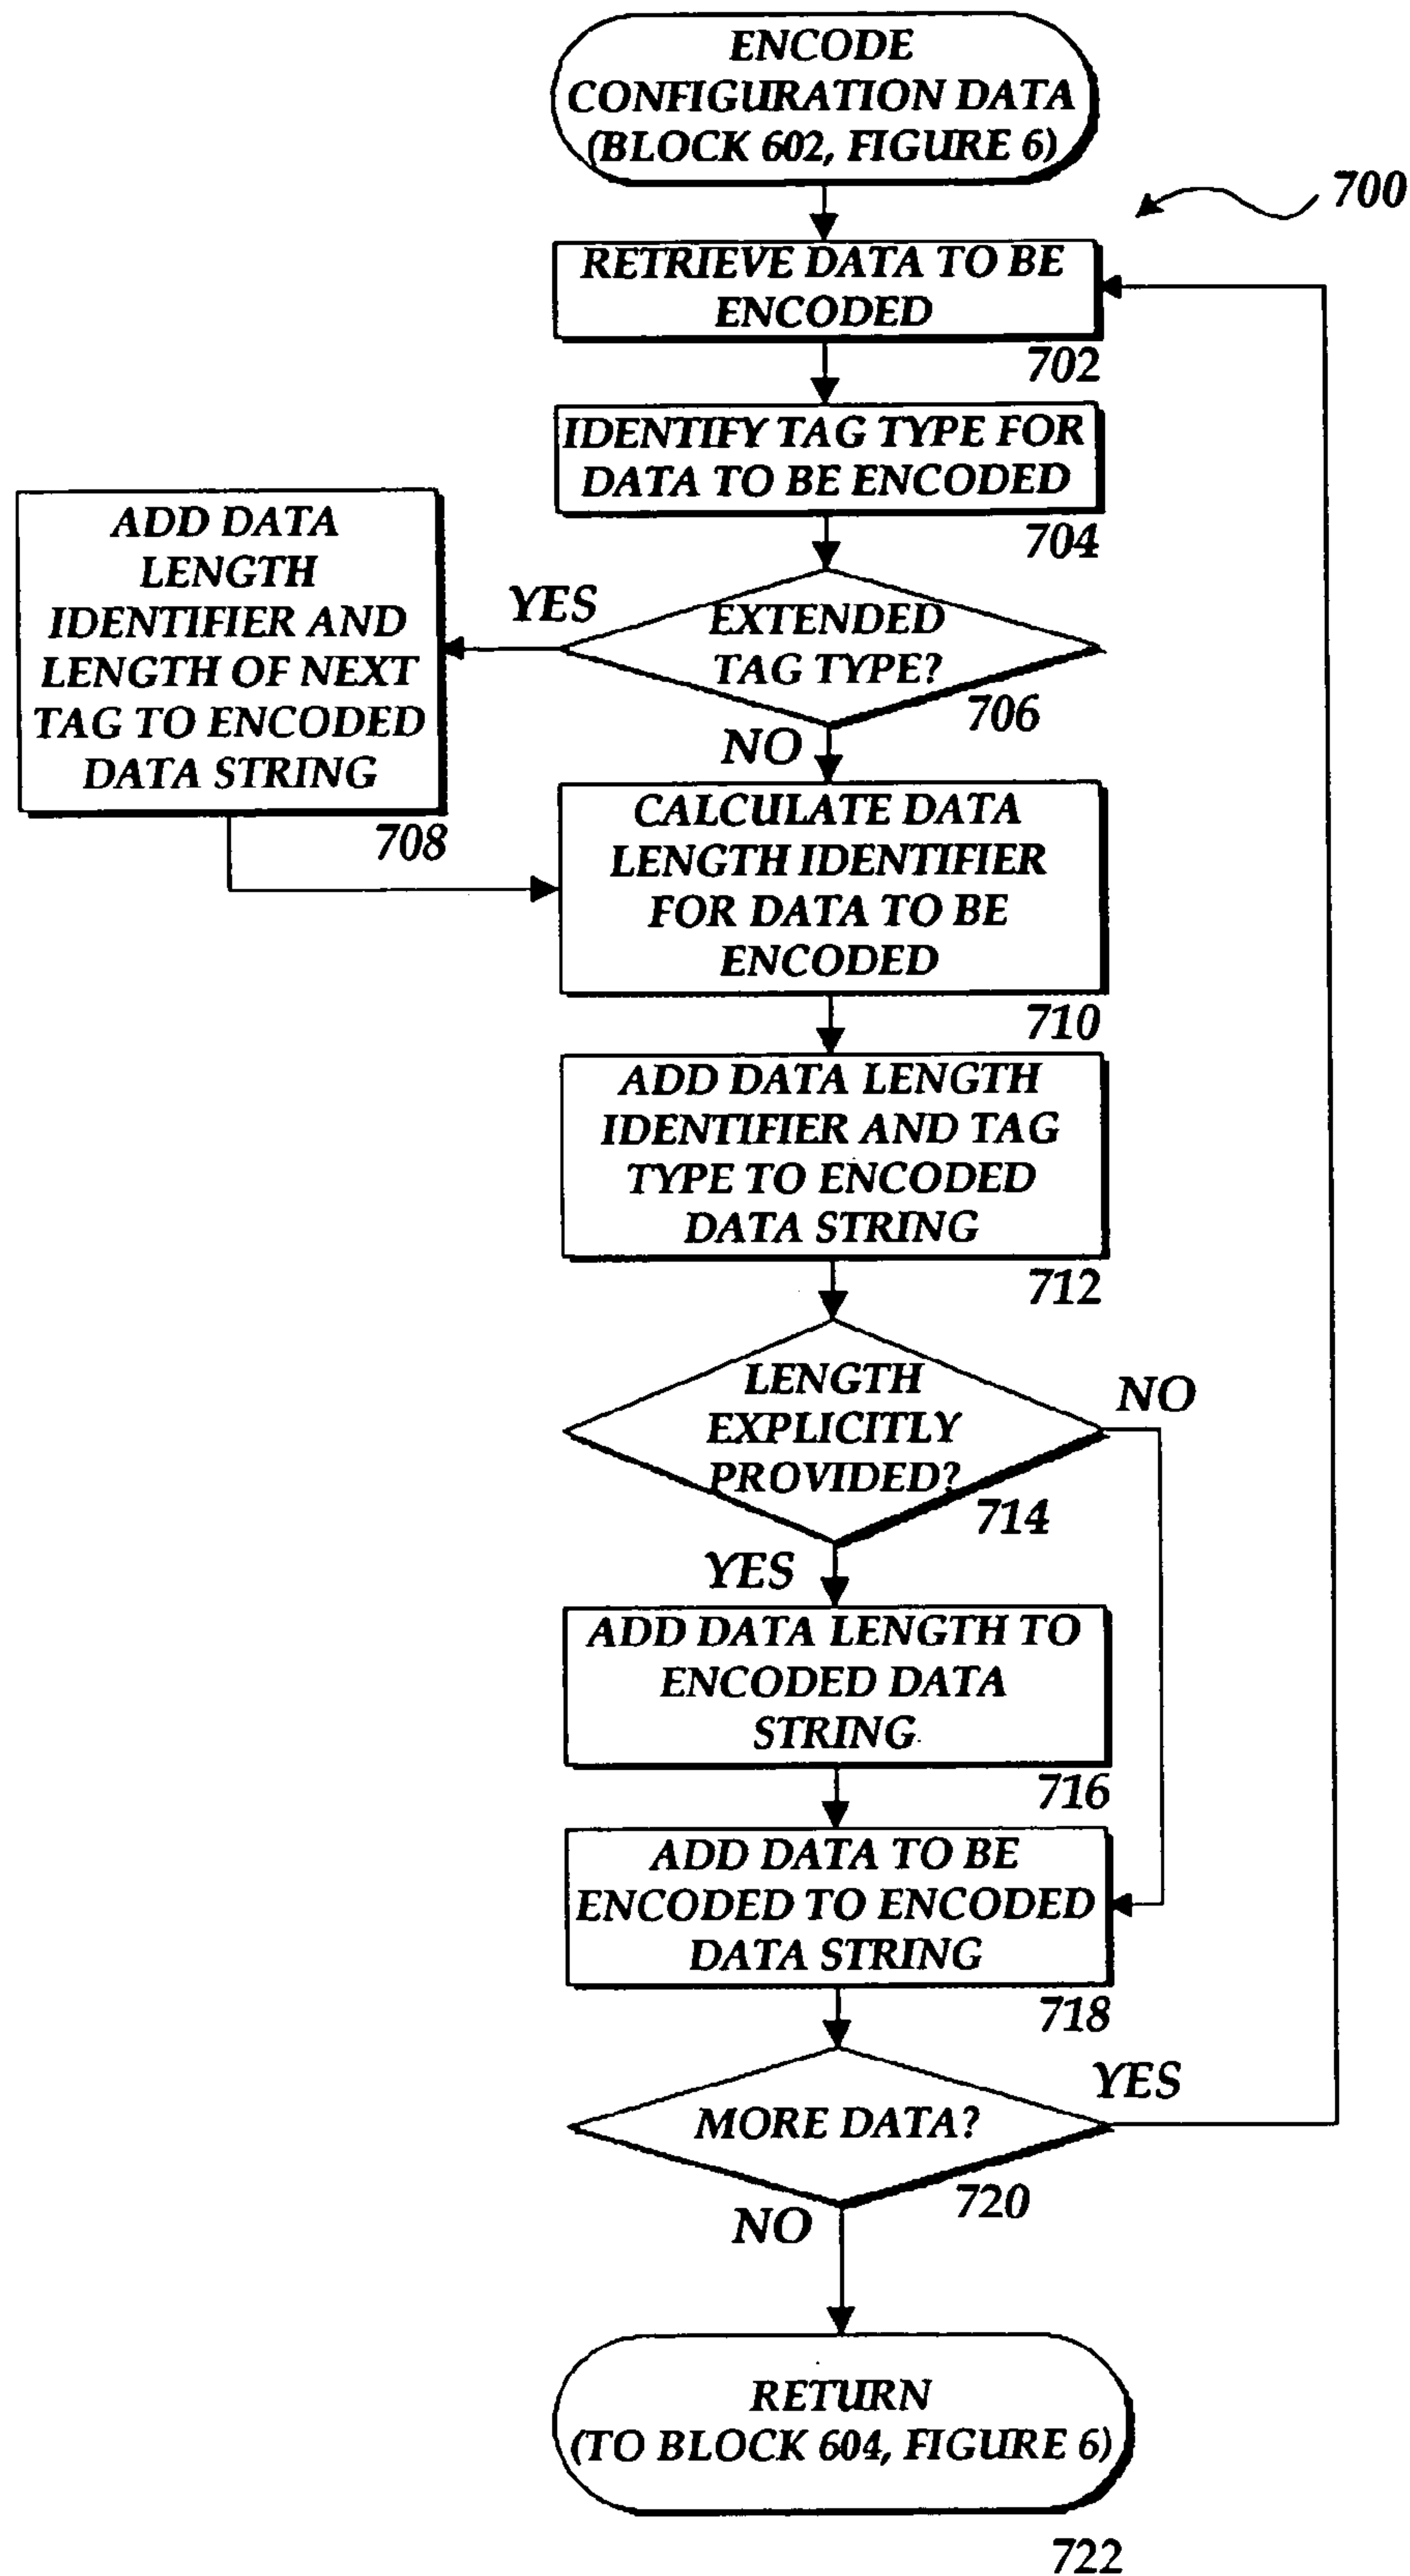 ENCODE
CONFIGURATION DATA
(BLOCK 602, FIGURE 6)
700
RETRIEVE DATA TO BE
ENCODED
702
IDENTIFY TAG TYPE FOR
DATA TO BE ENCODED
704
ADD DATA
LENGTH
IDENTIFIER AND
LENGTH OF NEXT
TAG TO ENCODED
DATA STRING
708
YES
EXTENDED
TAG TYPE?
706
NO
CALCULATE DATA
LENGTH IDENTIFIER
FOR DATA TO BE
ENCODED
710
ADD DATA LENGTH
IDENTIFIER AND TAG
TYPE TO ENCODED
DATA STRING
712
LENGTH
EXPLICITLY
PROVIDED?
714
NO
YES
ADD DATA LENGTH TO
ENCODED DATA
STRING
716
ADD DATA TO BE
ENCODED TO ENCODED
DATA STRING
718
MORE DATA?
720
YES
NO
RETURN
(TO BLOCK 604, FIGURE 6)
722